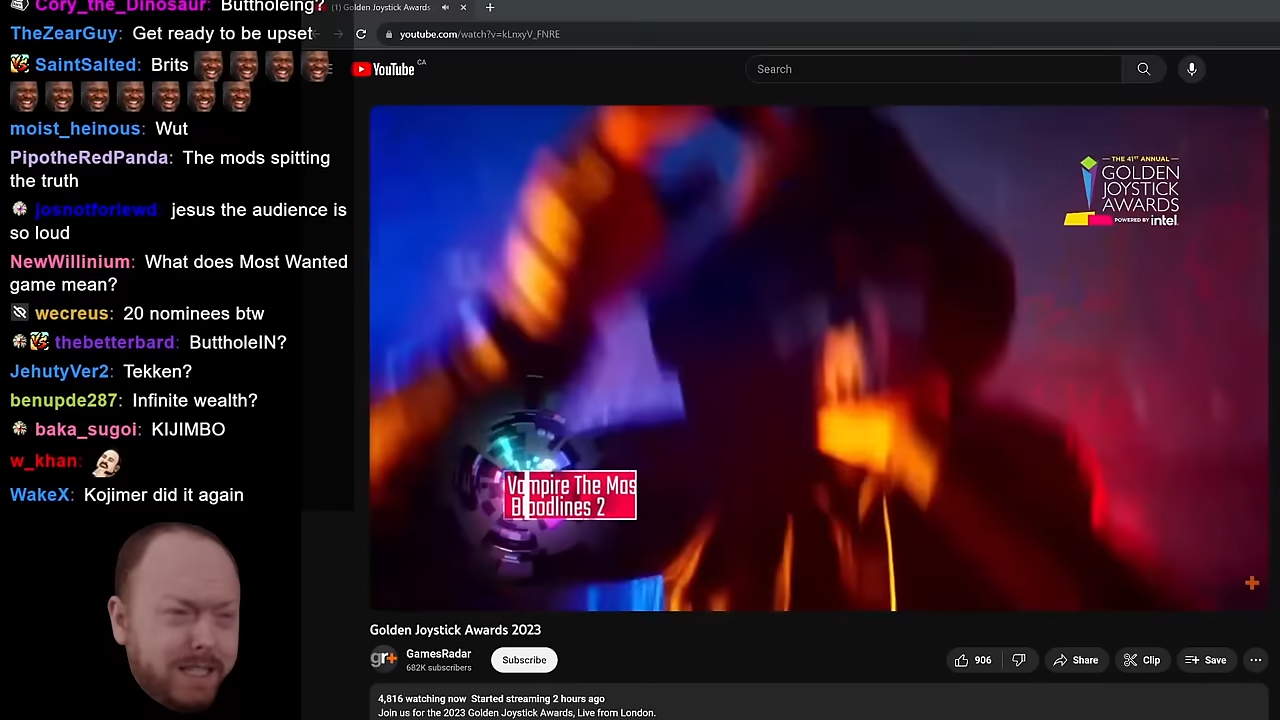 Cory_the_Dinosaur: Buttholeing?
TheZearGuy: Get ready to be upset
SaintSalted: Brits
moist_heinous: Wut
PipotheRedPanda: The mods spitting
the truth
josnotforlewd: jesus the audience is
so loud
NewWillinium: What does Most Wanted
game mean?
wecreus: 20 nominees btw
thebetterbard: ButtholeIN?
JehutyVer2: Tekken?
benupde287: Infinite wealth?
baka_sugoi: KIJIMBO
w_khan:
WakeX: Kojimer did it again
(1) Golden Joystick Awards
youtube.com/watch?v=kLnxyV_FNRE
YouTube CA
Search
THE 41ST ANNUAL
GOLDEN
JOYSTICK
AWARDS
POWERED BY intel.
Vampire The Mas
Bloodlines 2
Golden Joystick Awards 2023
gr+
GamesRadar
682K subscribers
Subscribe
906
Share
Clip
Save
4,816 watching now Started streaming 2 hours ago
Join us for the 2023 Golden Joystick Awards, Live from London.